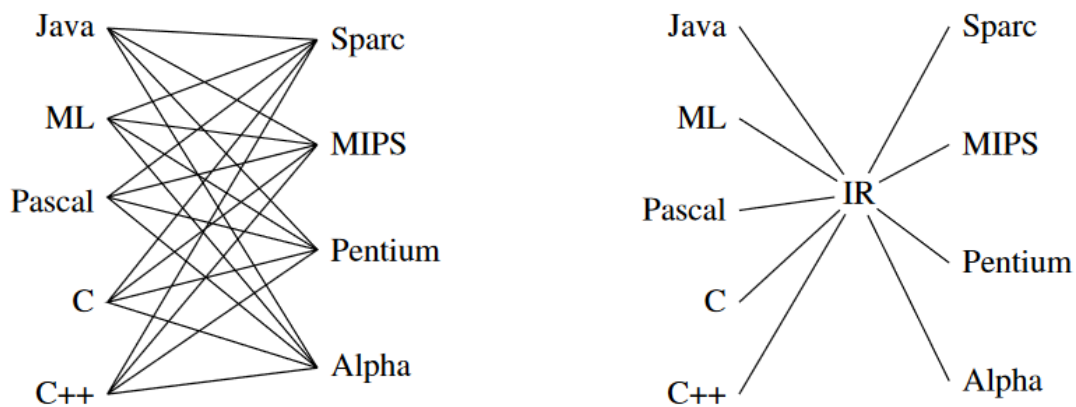 Java
Sparc
ML
MIPS
Pascal
Pentium
C
Alpha
C++
Java
Sparc
ML
MIPS
IR
Pascal
Pentium
C
Alpha
C++